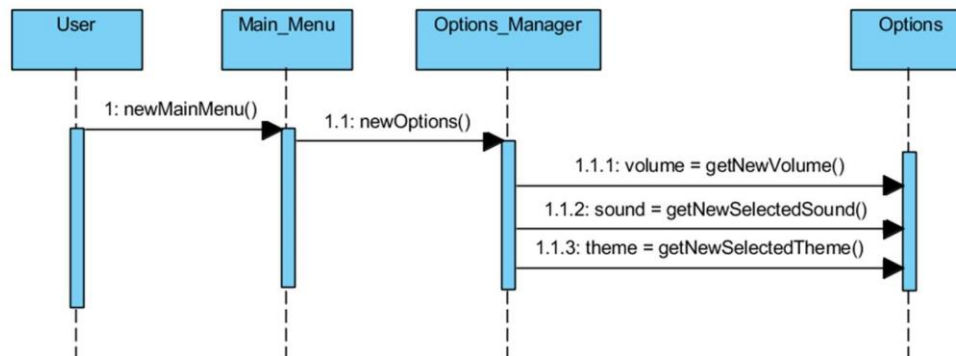 User
Main_Menu
Options_Manager
Options
1: newMainMenu()
1.1: newOptions()
1.1.1: volume = getNewVolume()
1.1.2: sound = getNewSelectedSound()
1.1.3: theme = getNewSelectedTheme()